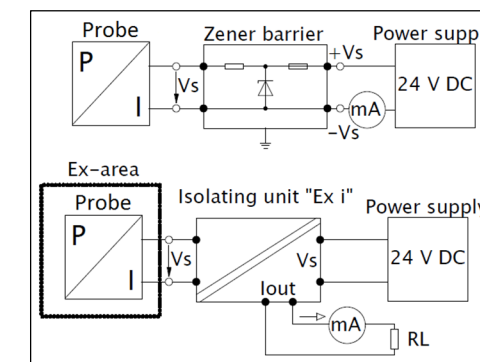 Probe Zener barrier Power supp
P I Vs +Vs 24 V DC
mA
–Vs
Ex–area
Probe Isolating unit "Ex i" Power supply
P I Vs Vs 24 V DC
Iout
mA RL